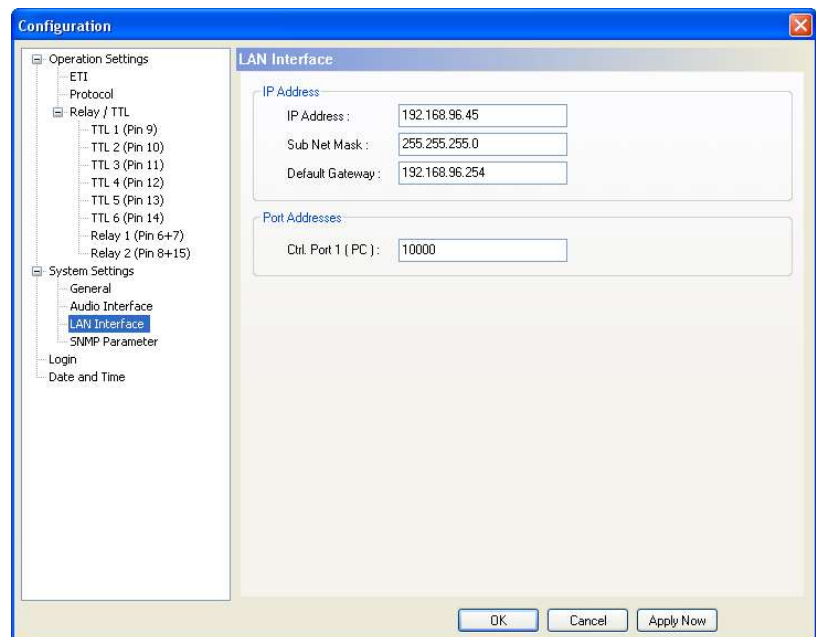 Configuration
Operation Settings
ETI
Protocol
Relay / TTL
TTL 1 (Pin 9)
TTL 2 (Pin 10)
TTL 3 (Pin 11)
TTL 4 (Pin 12)
TTL 5 (Pin 13)
TTL 6 (Pin 14)
Relay 1 (Pin 6+7)
Relay 2 (Pin 8+15)
System Settings
General
Audio Interface
LAN Interface
SNMP Parameter
Login
Date and Time
LAN Interface
IP Address
IP Address : 192.168.96.45
Sub Net Mask : 255.255.255.0
Default Gateway : 192.168.96.254
Port Addresses
Ctrl. Port 1 ( PC ) : 10000
OK Cancel Apply Now